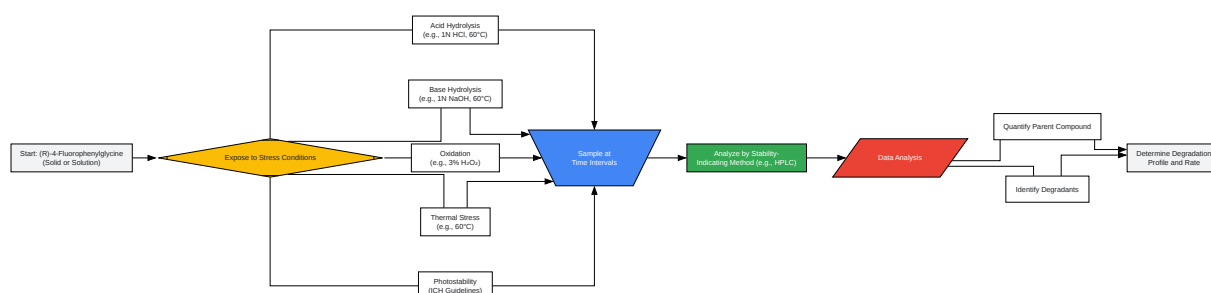 Start: (R)-4-Fluorophenylglycine
(Solid or Solution)
Expose to Stress Conditions
Acid Hydrolysis
(e.g., 1N HCl, 60°C)
Base Hydrolysis
(e.g., 1N NaOH, 60°C)
Oxidation
(e.g., 3% H₂O₂)
Thermal Stress
(e.g., 60°C)
Photostability
(ICH Guidelines)
Sample at
Time Intervals
Analyze by Stability-
Indicating Method (e.g., HPLC)
Data Analysis
Quantify Parent Compound
Identify Degradants
Determine Degradation
Profile and Rate